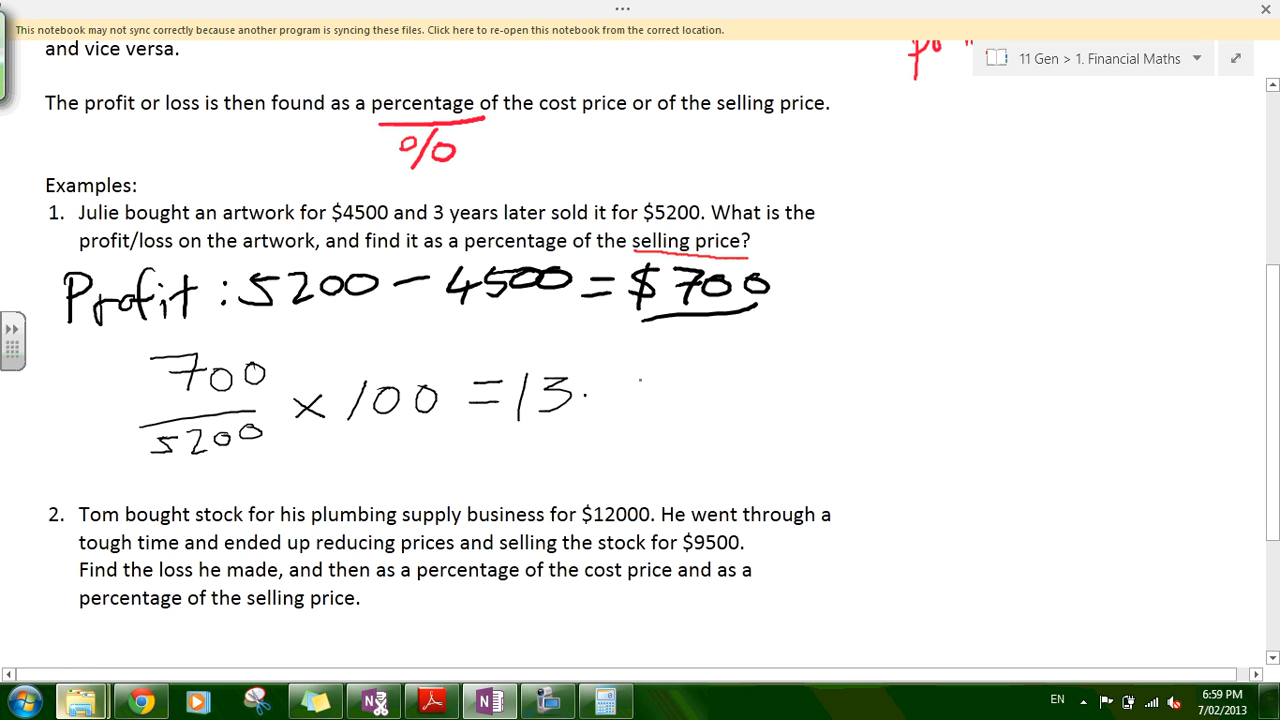 This notebook may not sync correctly because another program is syncing these files. Click here to re-open this notebook from the correct location.
and vice versa.
11 Gen > 1. Financial Maths
The profit or loss is then found as a percentage of the cost price or of the selling price.
%
Examples:
1. Julie bought an artwork for $4500 and 3 years later sold it for $5200. What is the
profit/loss on the artwork, and find it as a percentage of the selling price?
Profit : 5200 - 4500 = $700
700
5200
× 100 = 13.
2. Tom bought stock for his plumbing supply business for $12000. He went through a
tough time and ended up reducing prices and selling the stock for $9500.
Find the loss he made, and then as a percentage of the cost price and as a
percentage of the selling price.
EN
6:59 PM
7/02/2013